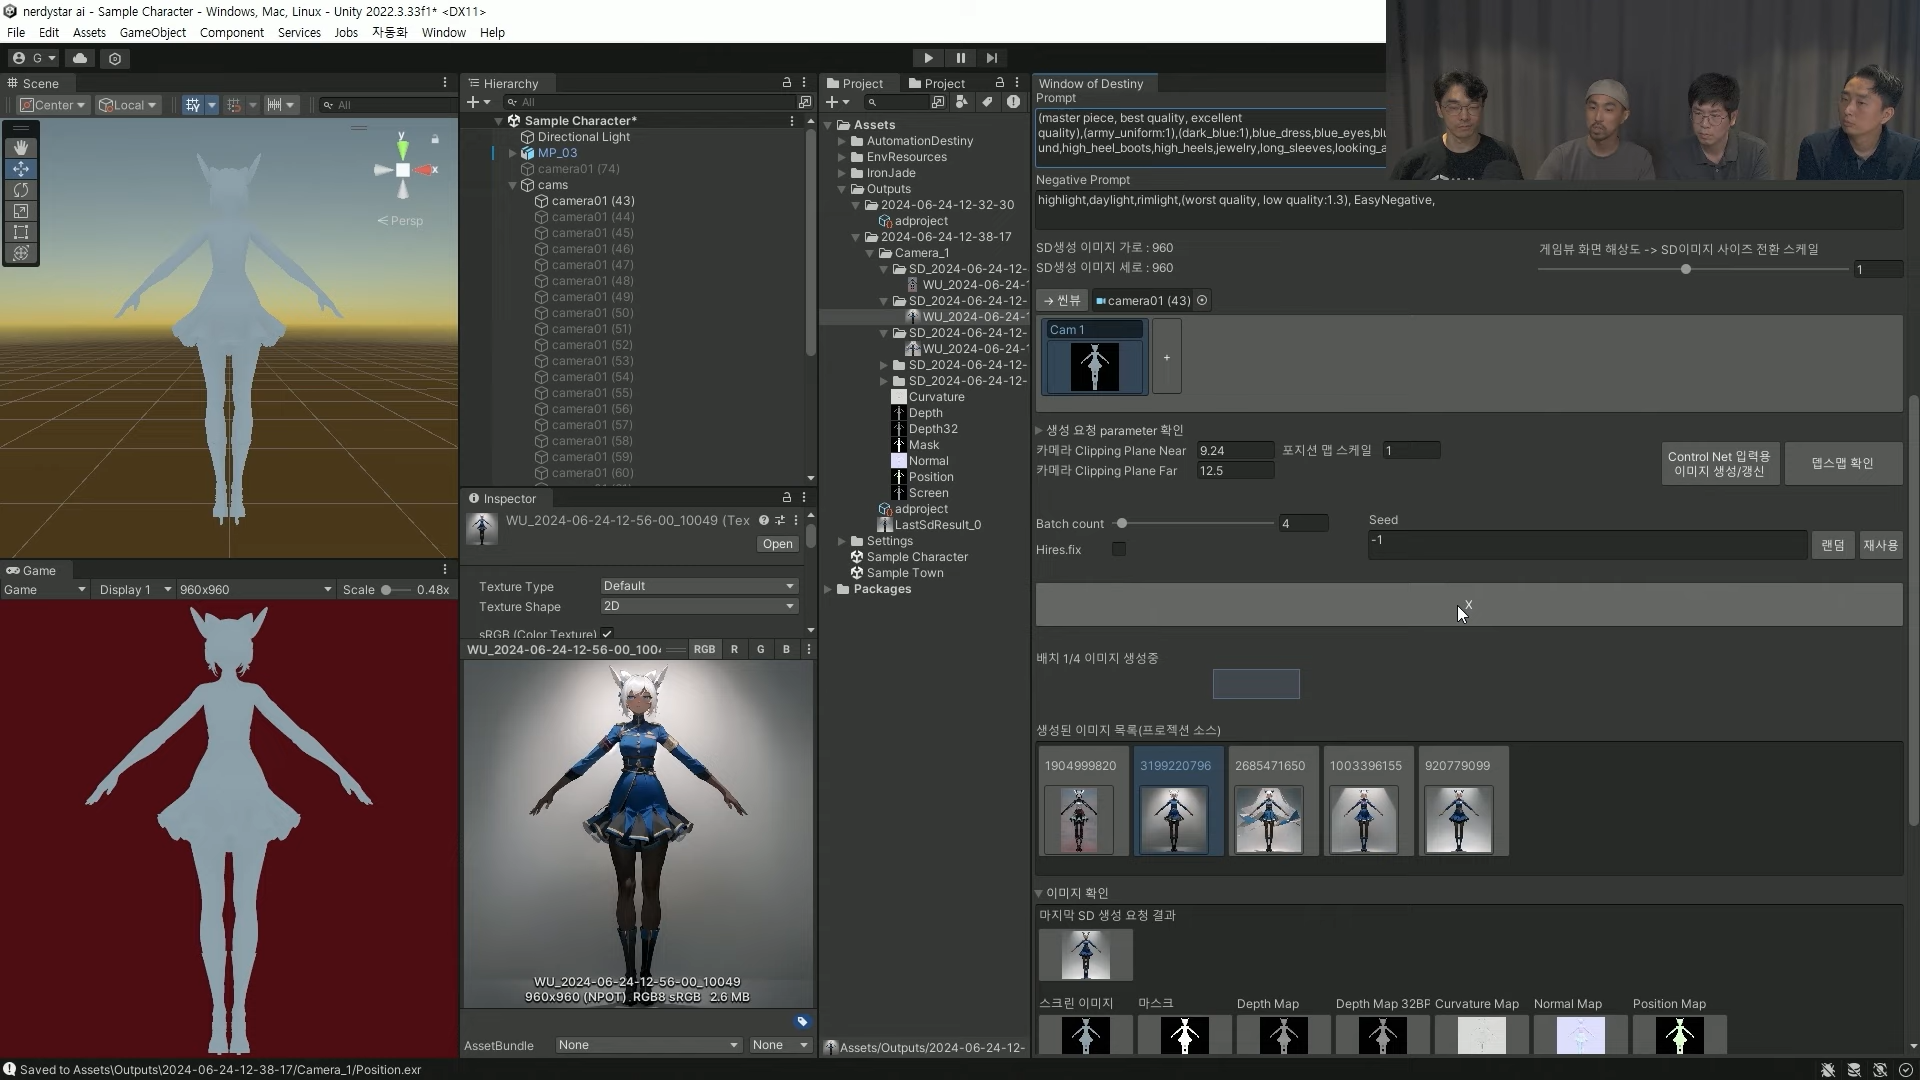 nerdystar ai - Sample Character - Windows, Mac, Linux - Unity 2022.3.33f1* <DX11>
File Edit Assets GameObject Component Services Jobs 자동화 Window Help
G
Scene
Center Local All
y
x
Persp
Game
Game Display 1 960x960 Scale 0.48x
Hierarchy
All
Sample Character*
Directional Light
MP_03
camera01 (74)
cams
camera01 (43)
camera01 (44)
camera01 (45)
camera01 (46)
camera01 (47)
camera01 (48)
camera01 (49)
camera01 (50)
camera01 (51)
camera01 (52)
camera01 (53)
camera01 (54)
camera01 (55)
camera01 (56)
camera01 (57)
camera01 (58)
camera01 (59)
camera01 (60)
Inspector
WU_2024-06-24-12-56-00_10049 (Tex
Open
Texture Type Default
Texture Shape 2D
sRGB (Color Texture)
WU_2024-06-24-12-56-00_1004 RGB R G B
WU_2024-06-24-12-56-00_10049
960x960 (NPOT) RGB8 sRGB 2.6 MB
AssetBundle None None
Project Project
Assets
AutomationDestiny
EnvResources
IronJade
Outputs
2024-06-24-12-32-30
adproject
2024-06-24-12-38-17
Camera_1
SD_2024-06-24-12-
WU_2024-06-24-1
SD_2024-06-24-12-
WU_2024-06-24-1
SD_2024-06-24-12-
WU_2024-06-24-1
SD_2024-06-24-12-
SD_2024-06-24-12-
Curvature
Depth
Depth32
Mask
Normal
Position
Screen
adproject
LastSdResult_0
Settings
Sample Character
Sample Town
Packages
Assets/Outputs/2024-06-24-12-
Window of Destiny
Prompt
(master piece, best quality, excellent
quality),(army_uniform:1),(dark_blue:1),blue_dress,blue_eyes,blu
und,high_heel_boots,high_heels,jewelry,long_sleeves,looking_a
Negative Prompt
highlight,daylight,rimlight,(worst quality, low quality:1.3), EasyNegative,
SD생성 이미지 가로 : 960
SD생성 이미지 세로 : 960
게임뷰 화면 해상도 -> SD이미지 사이즈 전환 스케일
1
→ 씬뷰 camera01 (43)
Cam 1
+
생성 요청 parameter 확인
카메라 Clipping Plane Near 9.24 포지션 맵 스케일 1
카메라 Clipping Plane Far 12.5
Control Net 입력용
이미지 생성/갱신
뎁스맵 확인
Batch count 4
Hires.fix
Seed
-1
랜덤 재사용
X
배치 1/4 이미지 생성중
생성된 이미지 목록(프로젝션 소스)
1904999820 3199220796 2685471650 1003396155 920779099
이미지 확인
마지막 SD 생성 요청 결과
스크린 이미지 마스크 Depth Map Depth Map 32BP Curvature Map Normal Map Position Map
Saved to Assets\Outputs\2024-06-24-12-38-17/Camera_1/Position.exr